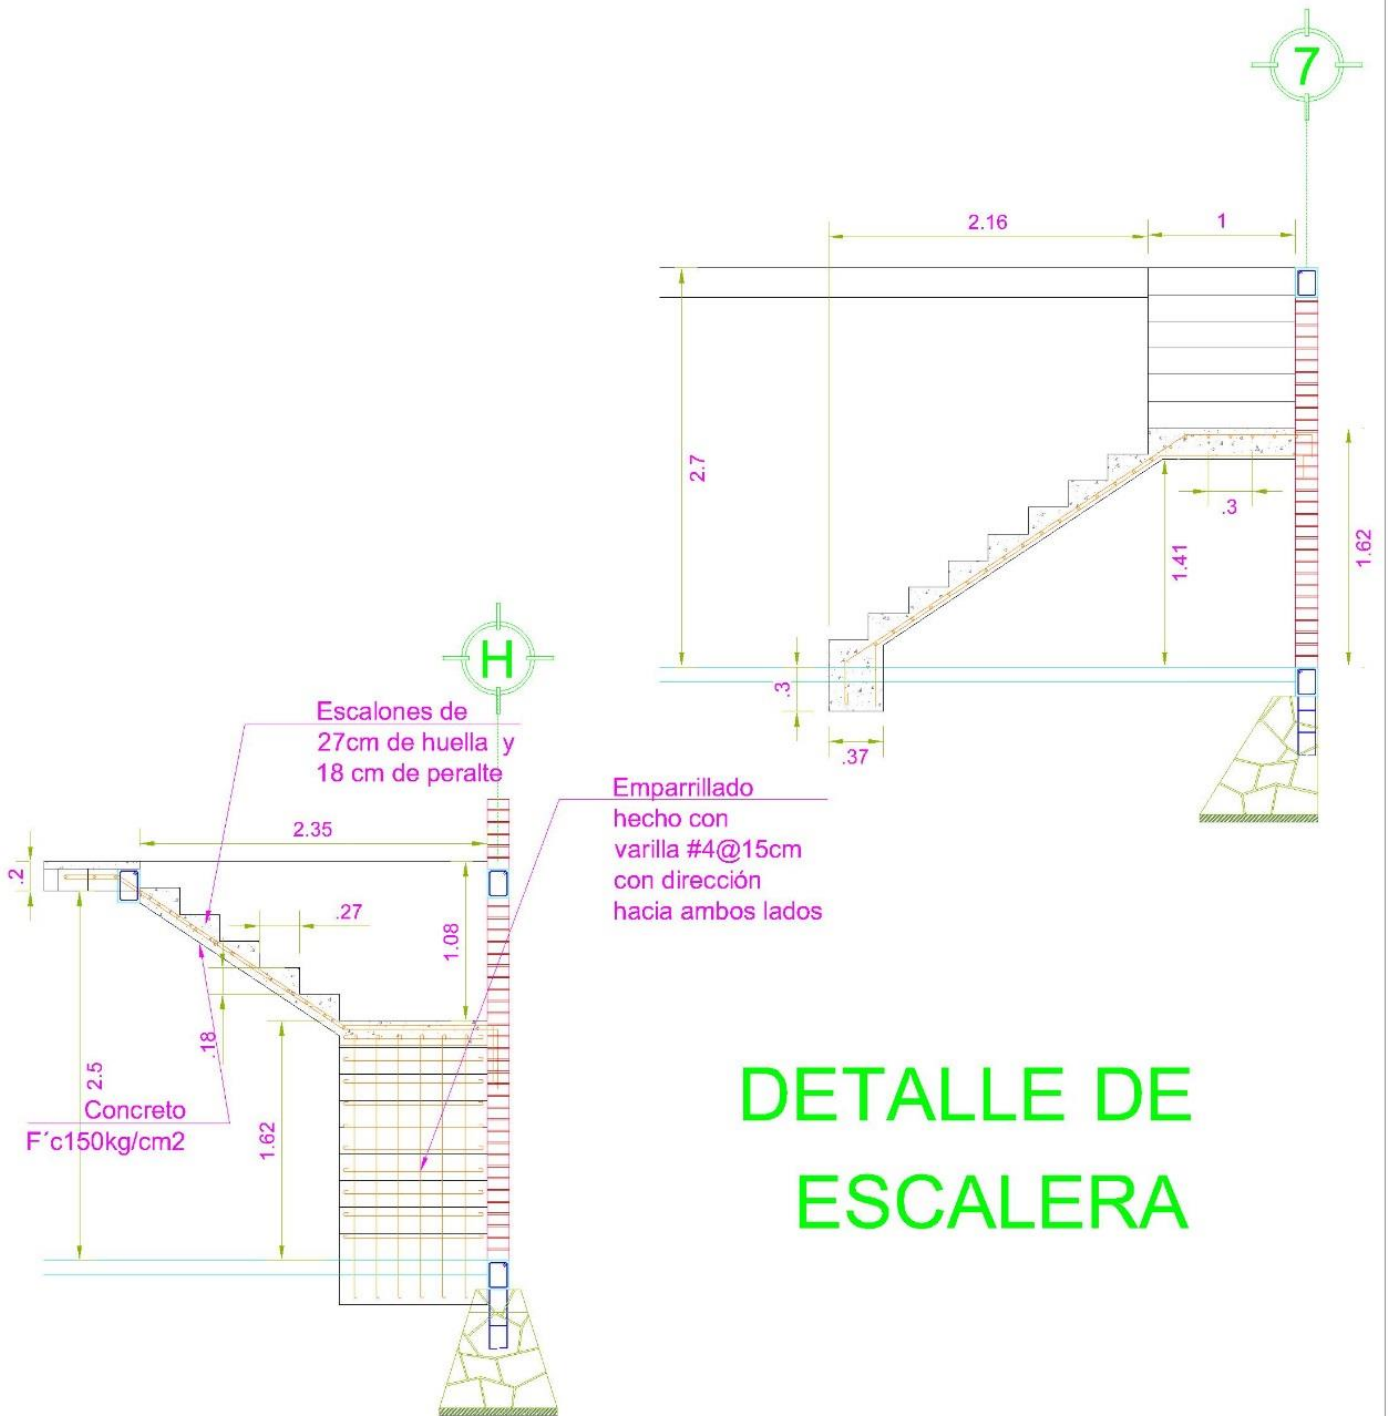 7
2.16
1
2.7
.3
1.41
1.62
.3
.37
H
Escalones de
27cm de huella y
18 cm de peralte
Emparrillado
hecho con
varilla #4@15cm
con dirección
hacia ambos lados
2.35
.2
.27
1.08
.18
2.5
Concreto
F´c150kg/cm2
1.62
DETALLE DE
ESCALERA